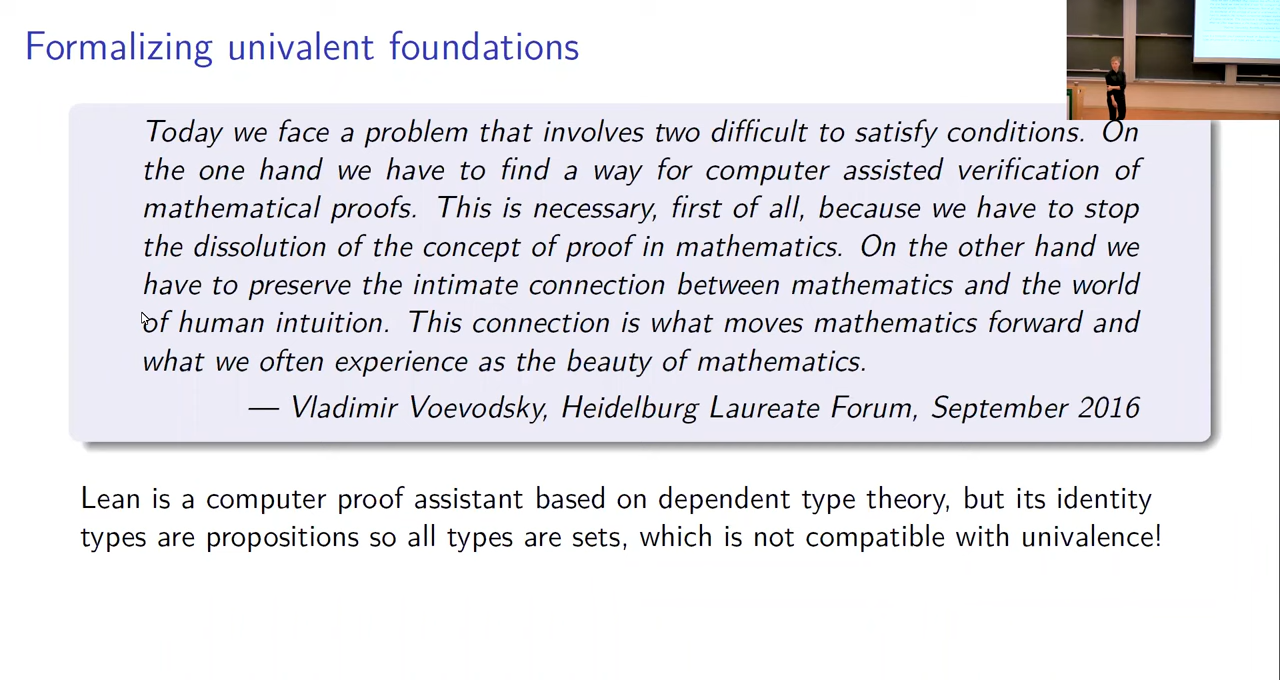 Formalizing univalent foundations
Today we face a problem that involves two difficult to satisfy conditions. On
the one hand we have to find a way for computer assisted verification of
mathematical proofs. This is necessary, first of all, because we have to stop
the dissolution of the concept of proof in mathematics. On the other hand we
have to preserve the intimate connection between mathematics and the world
of human intuition. This connection is what moves mathematics forward and
what we often experience as the beauty of mathematics.
— Vladimir Voevodsky, Heidelburg Laureate Forum, September 2016
Lean is a computer proof assistant based on dependent type theory, but its identity
types are propositions so all types are sets, which is not compatible with univalence!